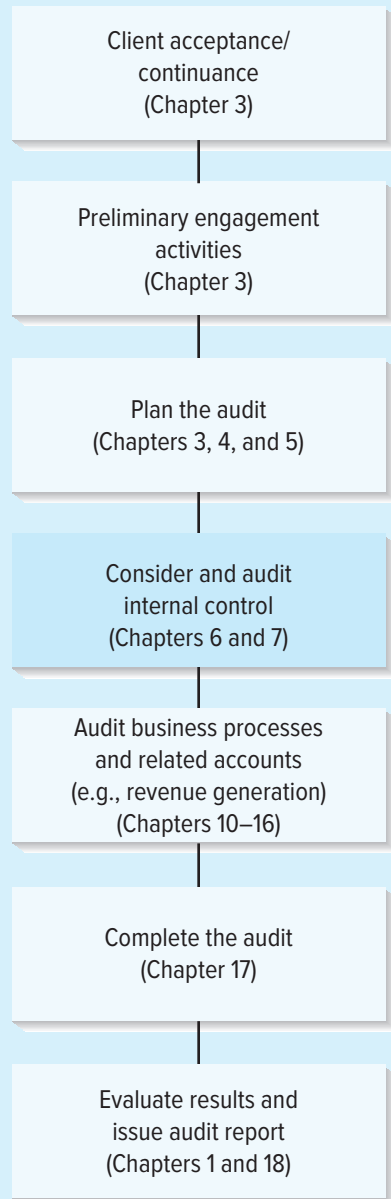 Client acceptance/
continuance
(Chapter 3)
Preliminary engagement
activities
(Chapter 3)
Plan the audit
(Chapters 3, 4, and 5)
Consider and audit
internal control
(Chapters 6 and 7)
Audit business processes
and related accounts
(e.g., revenue generation)
(Chapters 10–16)
Complete the audit
(Chapter 17)
Evaluate results and
issue audit report
(Chapters 1 and 18)